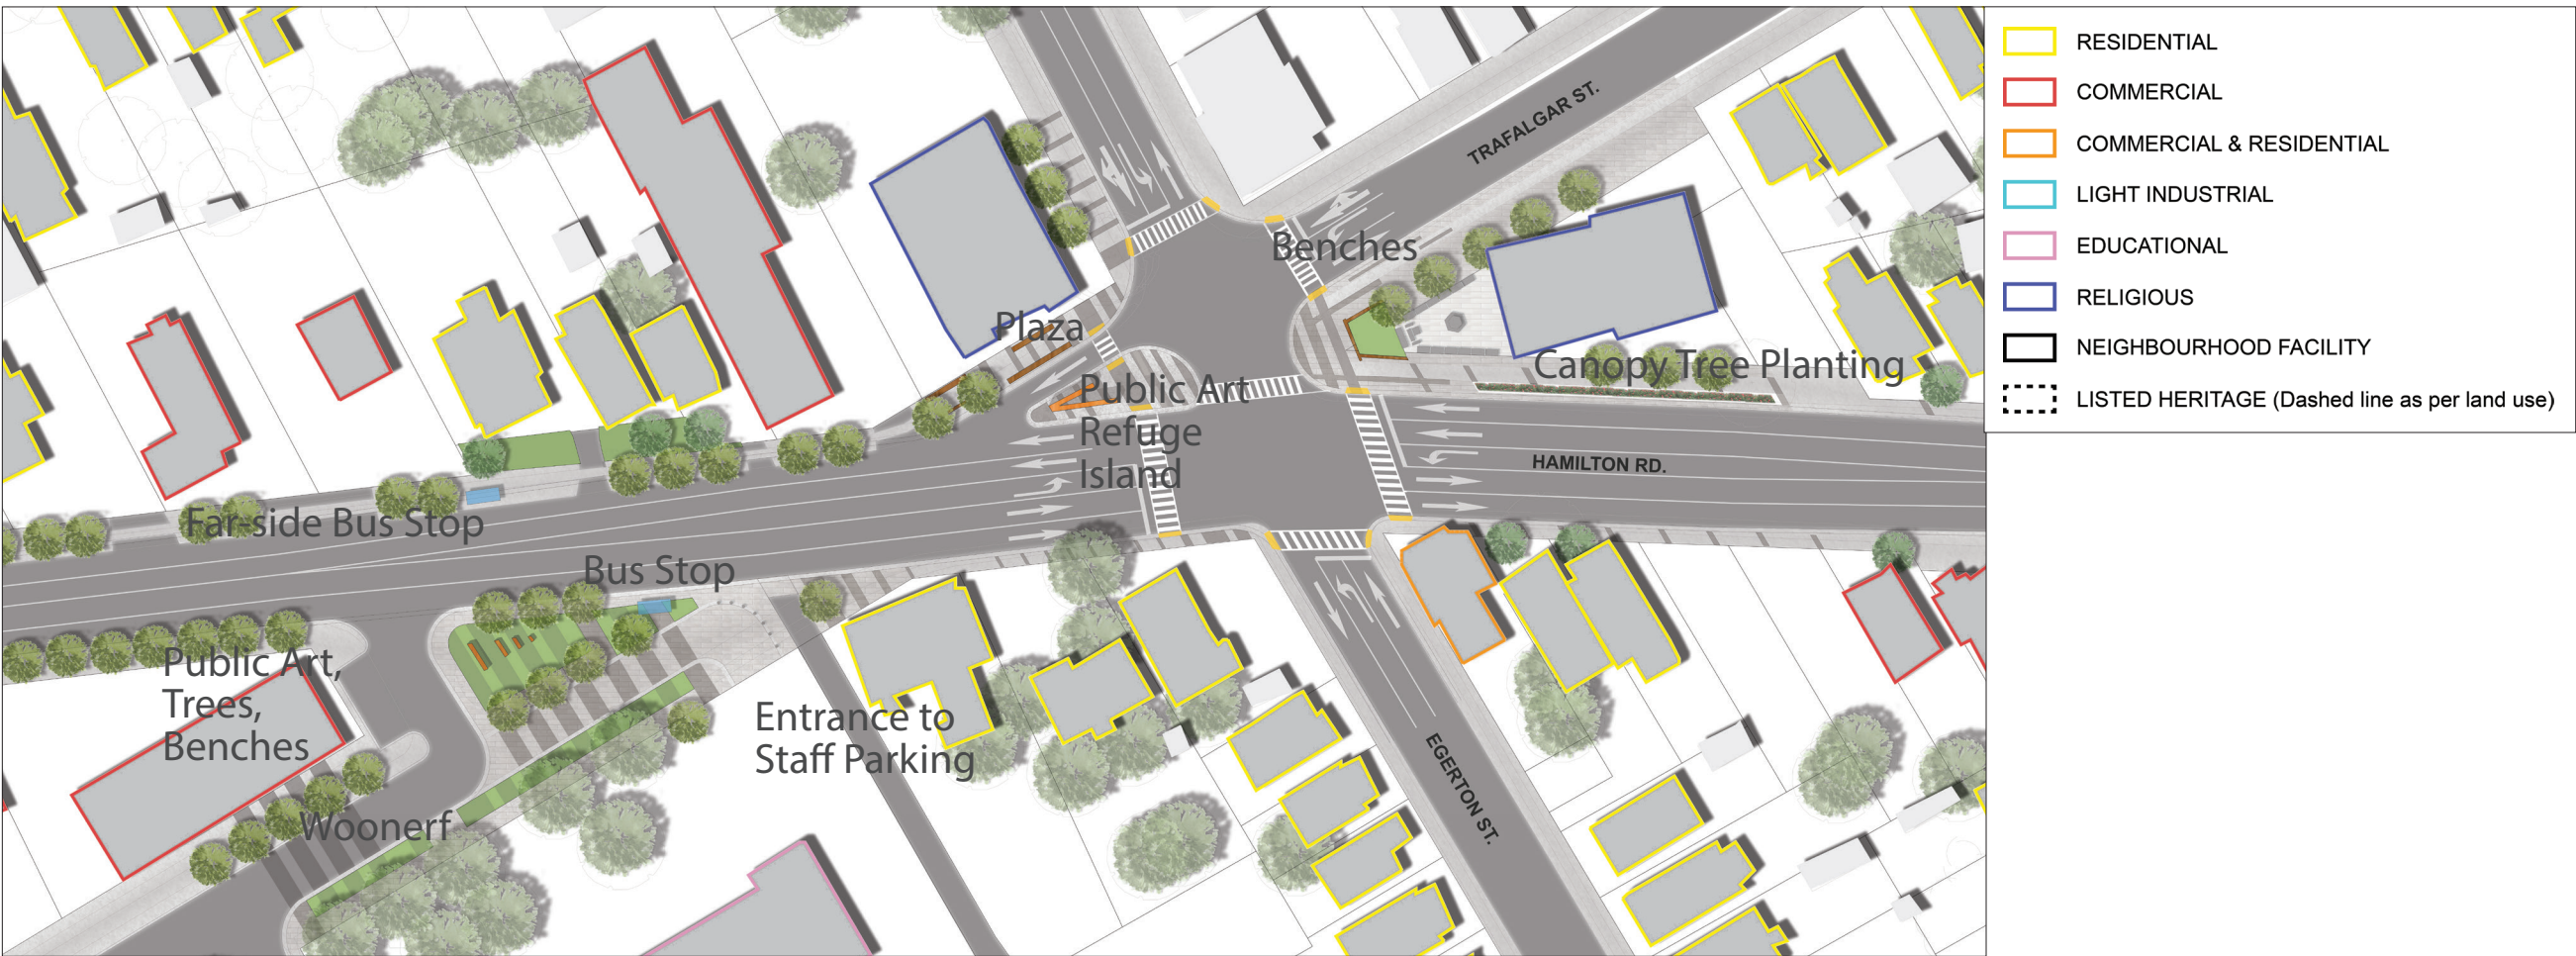 TRAFALGAR ST.
Benches
Plaza
Canopy Tree Planting
Public Art
Refuge
Island
HAMILTON RD.
Far-side Bus Stop
Bus Stop
Public Art,
Trees,
Benches
Entrance to
Staff Parking
EGERTON ST.
Woonerf
RESIDENTIAL
COMMERCIAL
COMMERCIAL & RESIDENTIAL
LIGHT INDUSTRIAL
EDUCATIONAL
RELIGIOUS
NEIGHBOURHOOD FACILITY
LISTED HERITAGE (Dashed line as per land use)